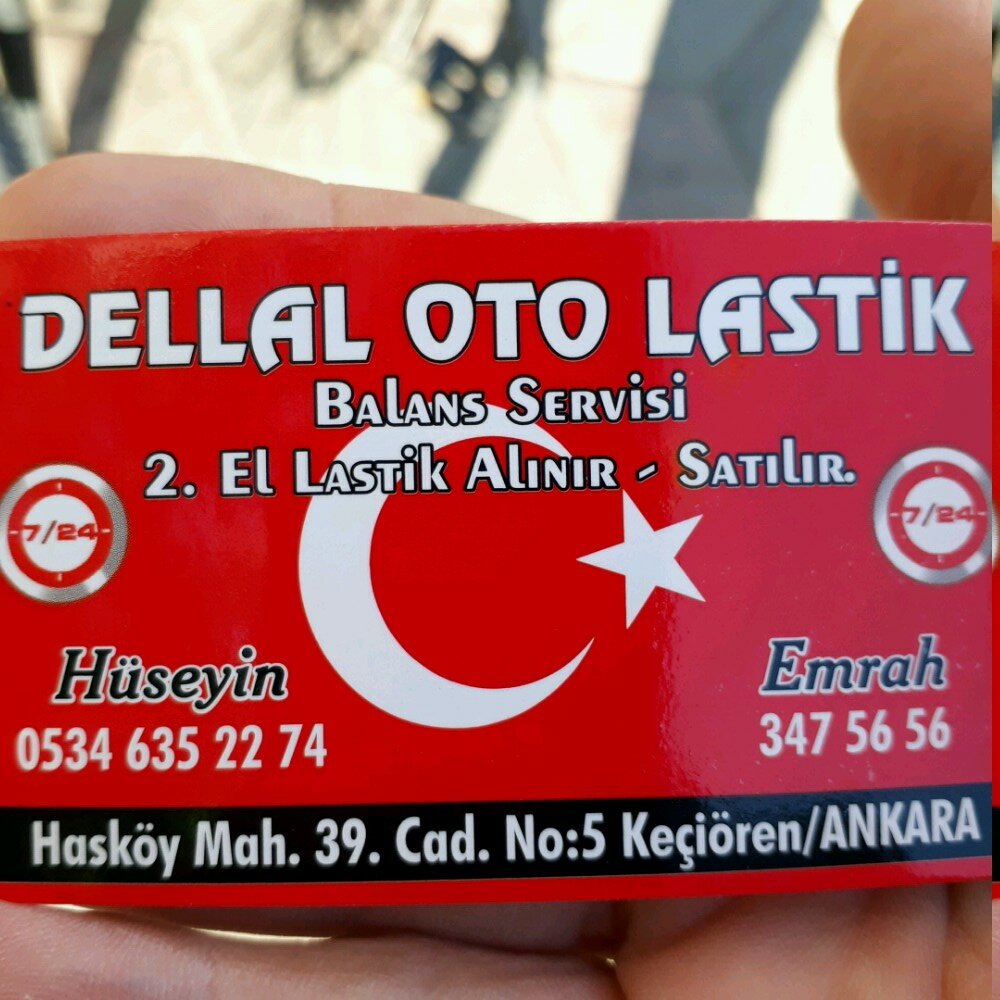 DELLAL OTO LASTİK
BALANS SERVİSİ
2. EL LASTİK ALINIR - SATILIR.
7/24
7/24
Hüseyin
0534 635 22 74
Emrah
347 56 56
Hasköy Mah. 39. Cad. No:5 Keçiören/ANKARA